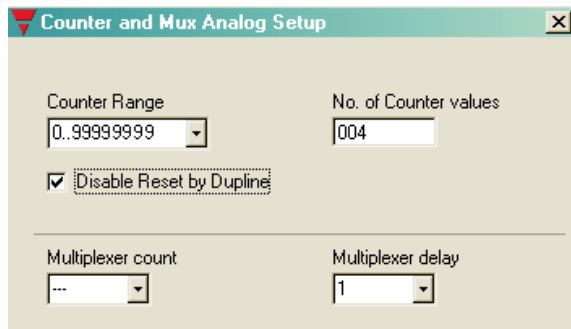 Counter and Mux Analog Setup
Counter Range
No. of Counter values
0..99999999
004
Disable Reset by Dupline
Multiplexer count
Multiplexer delay
---
1